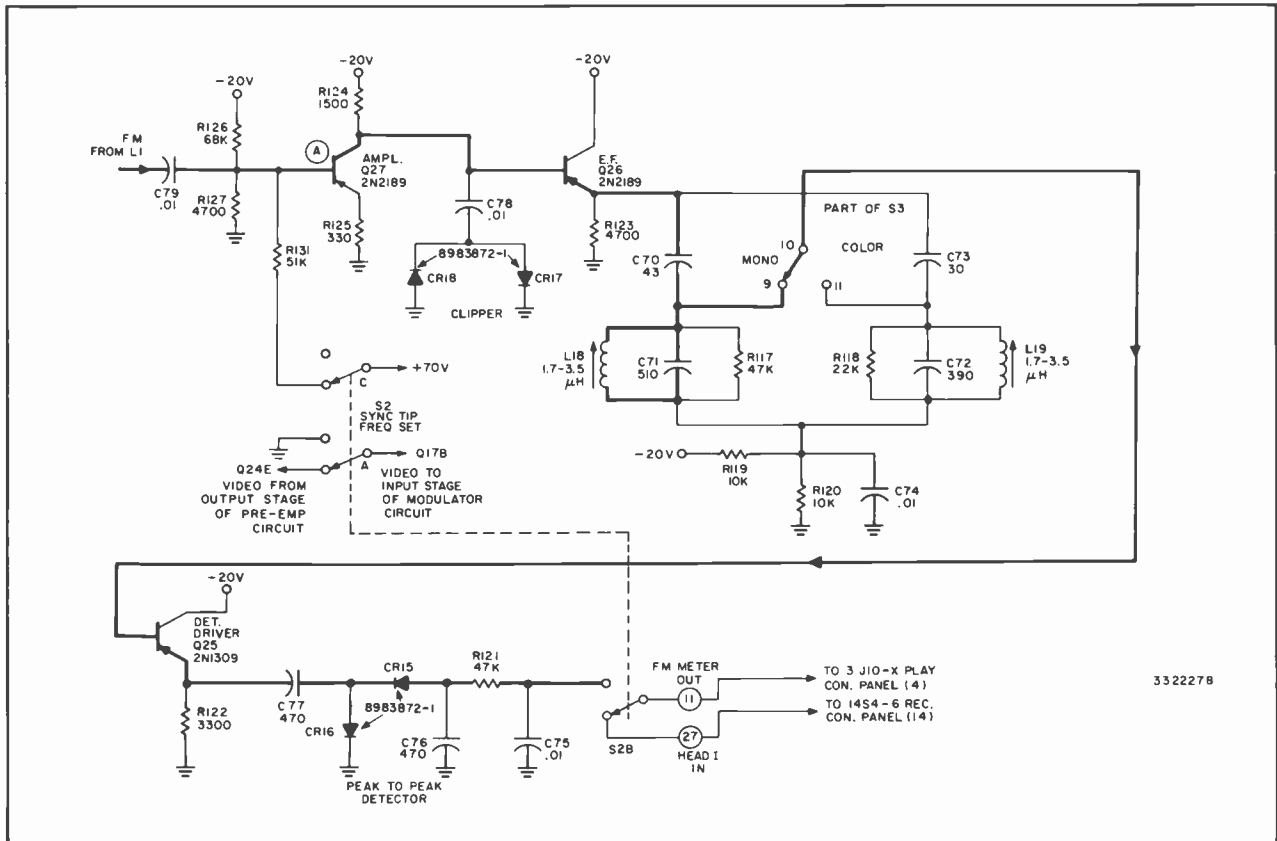 -20V
R124
1500
-20V
R126
68K
FM
FROM L1
C79
.01
R127
4700
A
AMPL.
Q27
2N2189
R125
330
R131
51K
C78
.01
8983872-1
CR18
CR17
CLIPPER
-20V
E.F.
Q26
2N2189
R123
4700
C70
43
PART OF S3
MONO
COLOR
10
9
11
C73
30
L18
1.7-3.5
μH
C71
510
R117
47K
R118
22K
C72
390
L19
1.7-3.5
μH
-20V
R119
10K
R120
10K
C74
.01
+70V
C
S2
SYNC TIP
FREQ SET
Q17B
A
Q24E
VIDEO FROM
OUTPUT STAGE
OF PRE-EMP
CIRCUIT
VIDEO TO
INPUT STAGE
OF MODULATOR
CIRCUIT
-20V
DET.
DRIVER
Q25
2N1309
R122
3300
C77
470
CR15
8983872-1
CR16
R121
47K
C76
470
C75
.01
PEAK TO PEAK
DETECTOR
S2B
FM METER
OUT
11
27
HEAD I
IN
TO 3 J10-X PLAY
CON. PANEL (4)
TO 14S4-6 REC.
CON. PANEL (14)
3322278